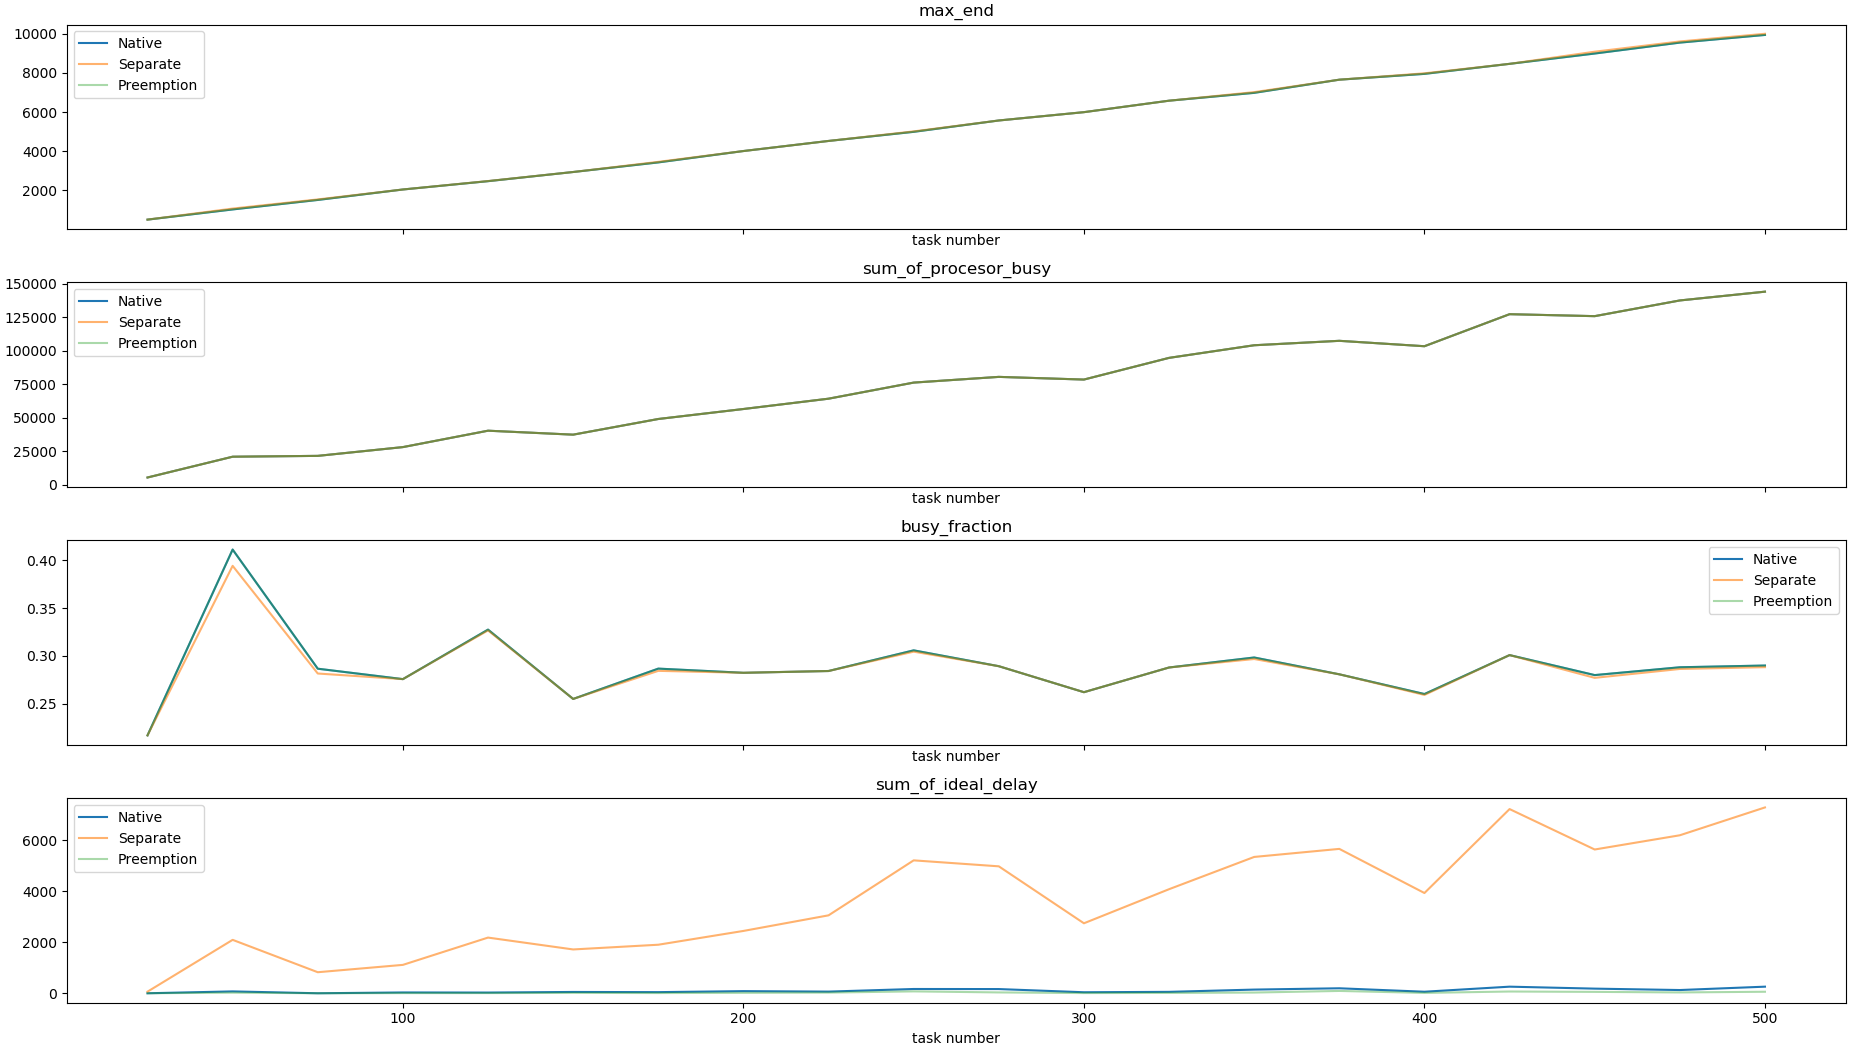 max_end
10000
8000
6000
4000
2000
Native
Separate
Preemption
task number
sum_of_procesor_busy
150000
125000
100000
75000
50000
25000
0
Native
Separate
Preemption
task number
busy_fraction
0.40
0.35
0.30
0.25
Native
Separate
Preemption
task number
sum_of_ideal_delay
6000
4000
2000
0
Native
Separate
Preemption
100 200 300 400 500
task number